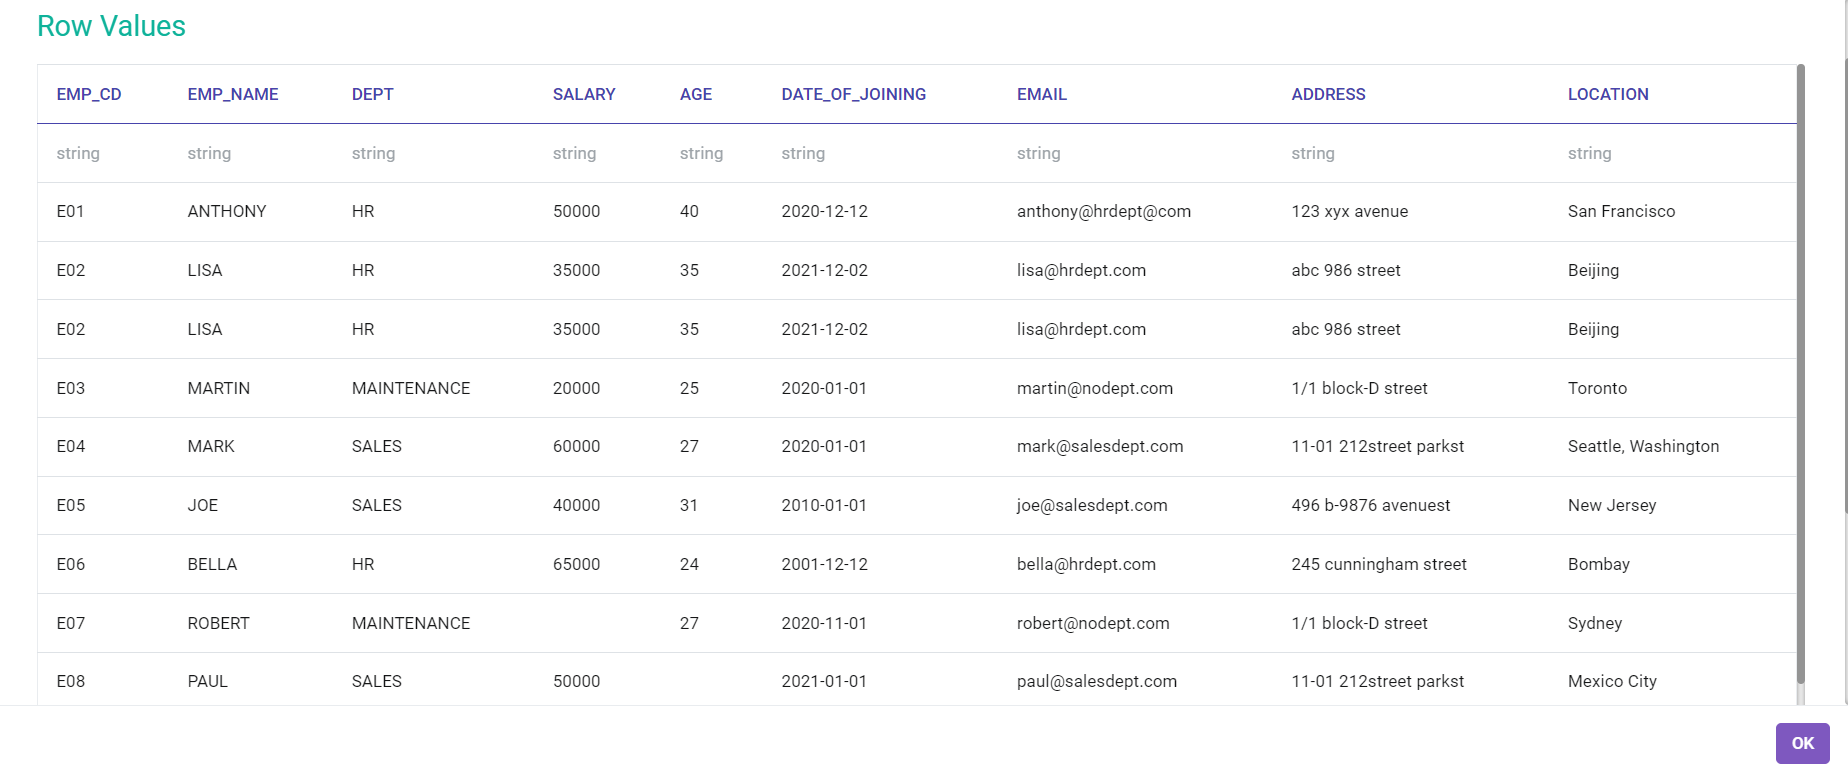 Row Values
EMP_CD EMP_NAME DEPT SALARY AGE DATE_OF_JOINING EMAIL ADDRESS LOCATION
string string string string string string string string string
E01 ANTHONY HR 50000 40 2020-12-12 anthony@hrdept@com 123 xyx avenue San Francisco
E02 LISA HR 35000 35 2021-12-02 lisa@hrdept.com abc 986 street Beijing
E02 LISA HR 35000 35 2021-12-02 lisa@hrdept.com abc 986 street Beijing
E03 MARTIN MAINTENANCE 20000 25 2020-01-01 martin@nodept.com 1/1 block-D street Toronto
E04 MARK SALES 60000 27 2020-01-01 mark@salesdept.com 11-01 212street parkst Seattle, Washington
E05 JOE SALES 40000 31 2010-01-01 joe@salesdept.com 496 b-9876 avenuest New Jersey
E06 BELLA HR 65000 24 2001-12-12 bella@hrdept.com 245 cunningham street Bombay
E07 ROBERT MAINTENANCE 27 2020-11-01 robert@nodept.com 1/1 block-D street Sydney
E08 PAUL SALES 50000 2021-01-01 paul@salesdept.com 11-01 212street parkst Mexico City
OK